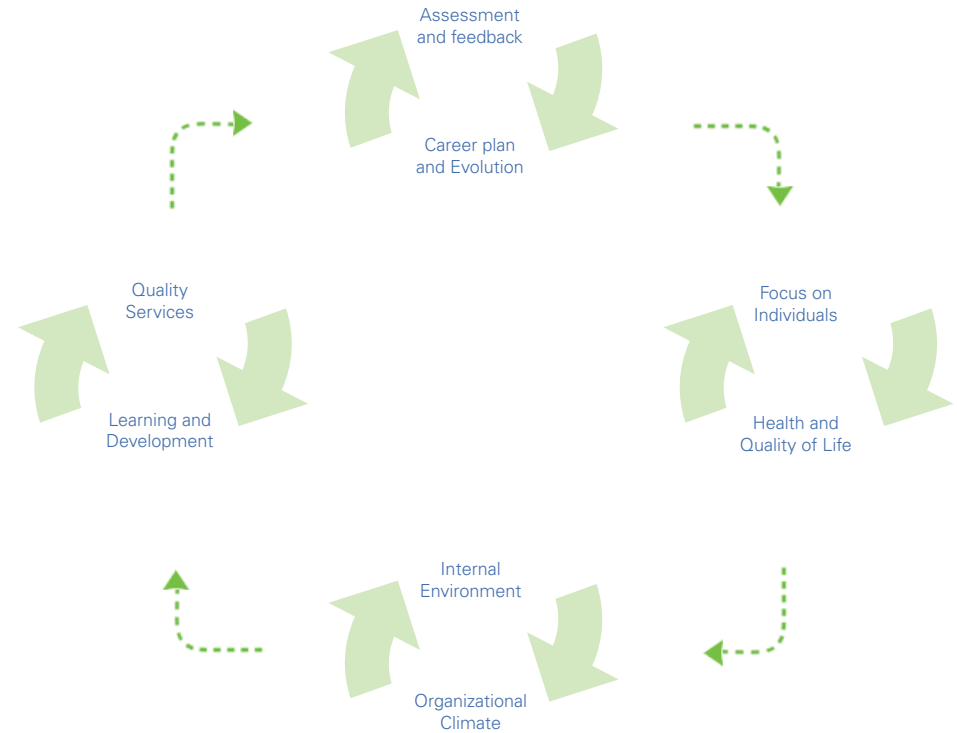 Assessment
and feedback
Career plan
and Evolution
Quality
Services
Learning and
Development
Focus on
Individuals
Health and
Quality of Life
Internal
Environment
Organizational
Climate